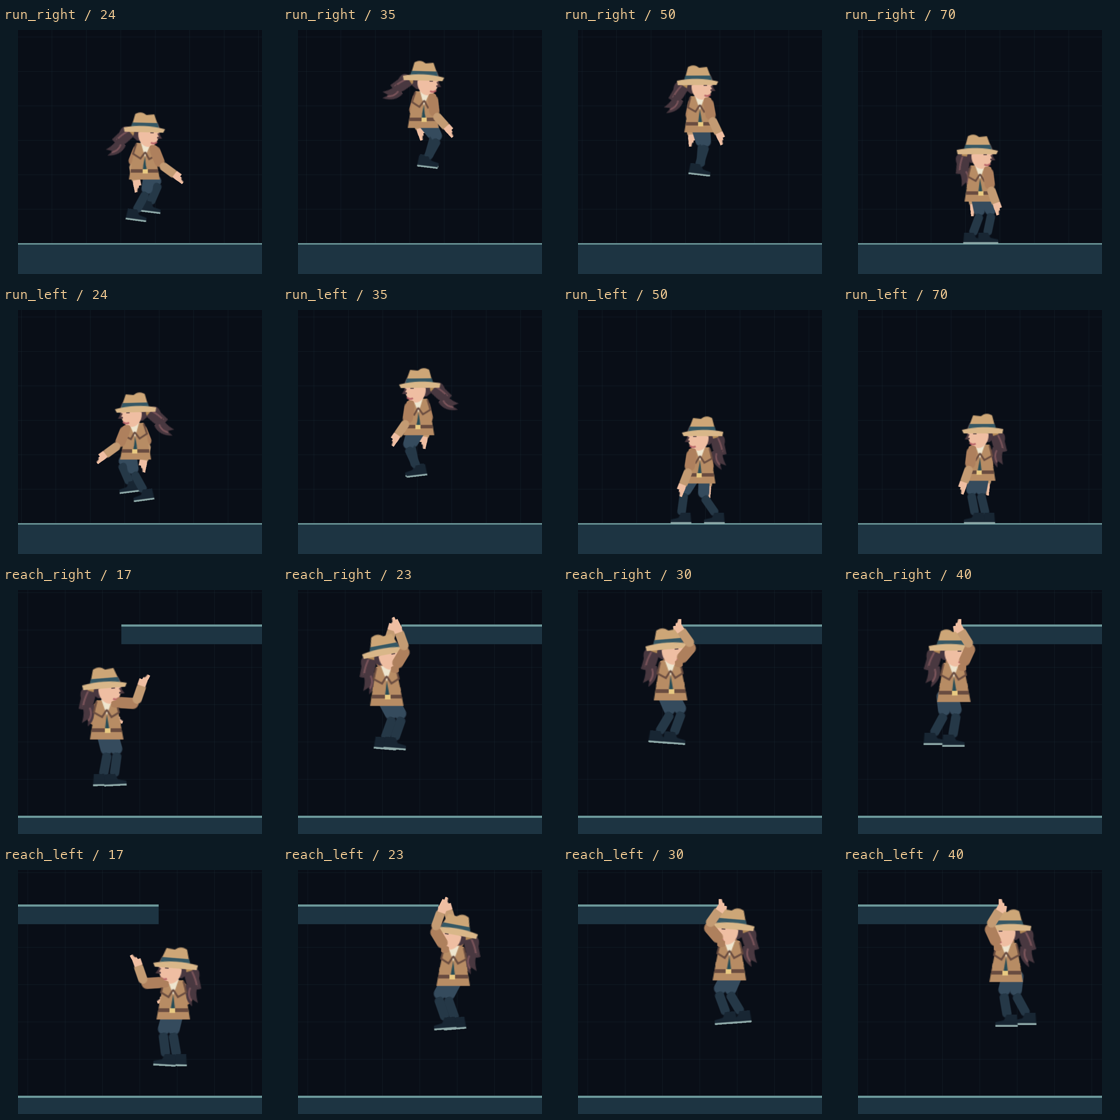 run_right / 24
run_right / 35
run_right / 50
run_right / 70
run_left / 24
run_left / 35
run_left / 50
run_left / 70
reach_right / 17
reach_right / 23
reach_right / 30
reach_right / 40
reach_left / 17
reach_left / 23
reach_left / 30
reach_left / 40